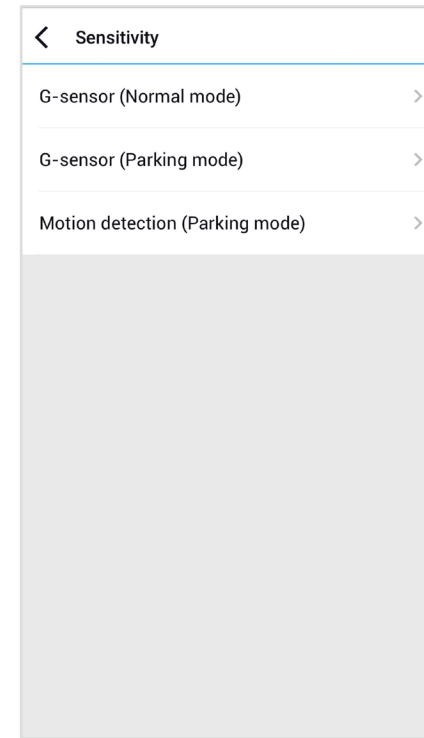 Sensitivity
G-sensor (Normal mode)
G-sensor (Parking mode)
Motion detection (Parking mode)